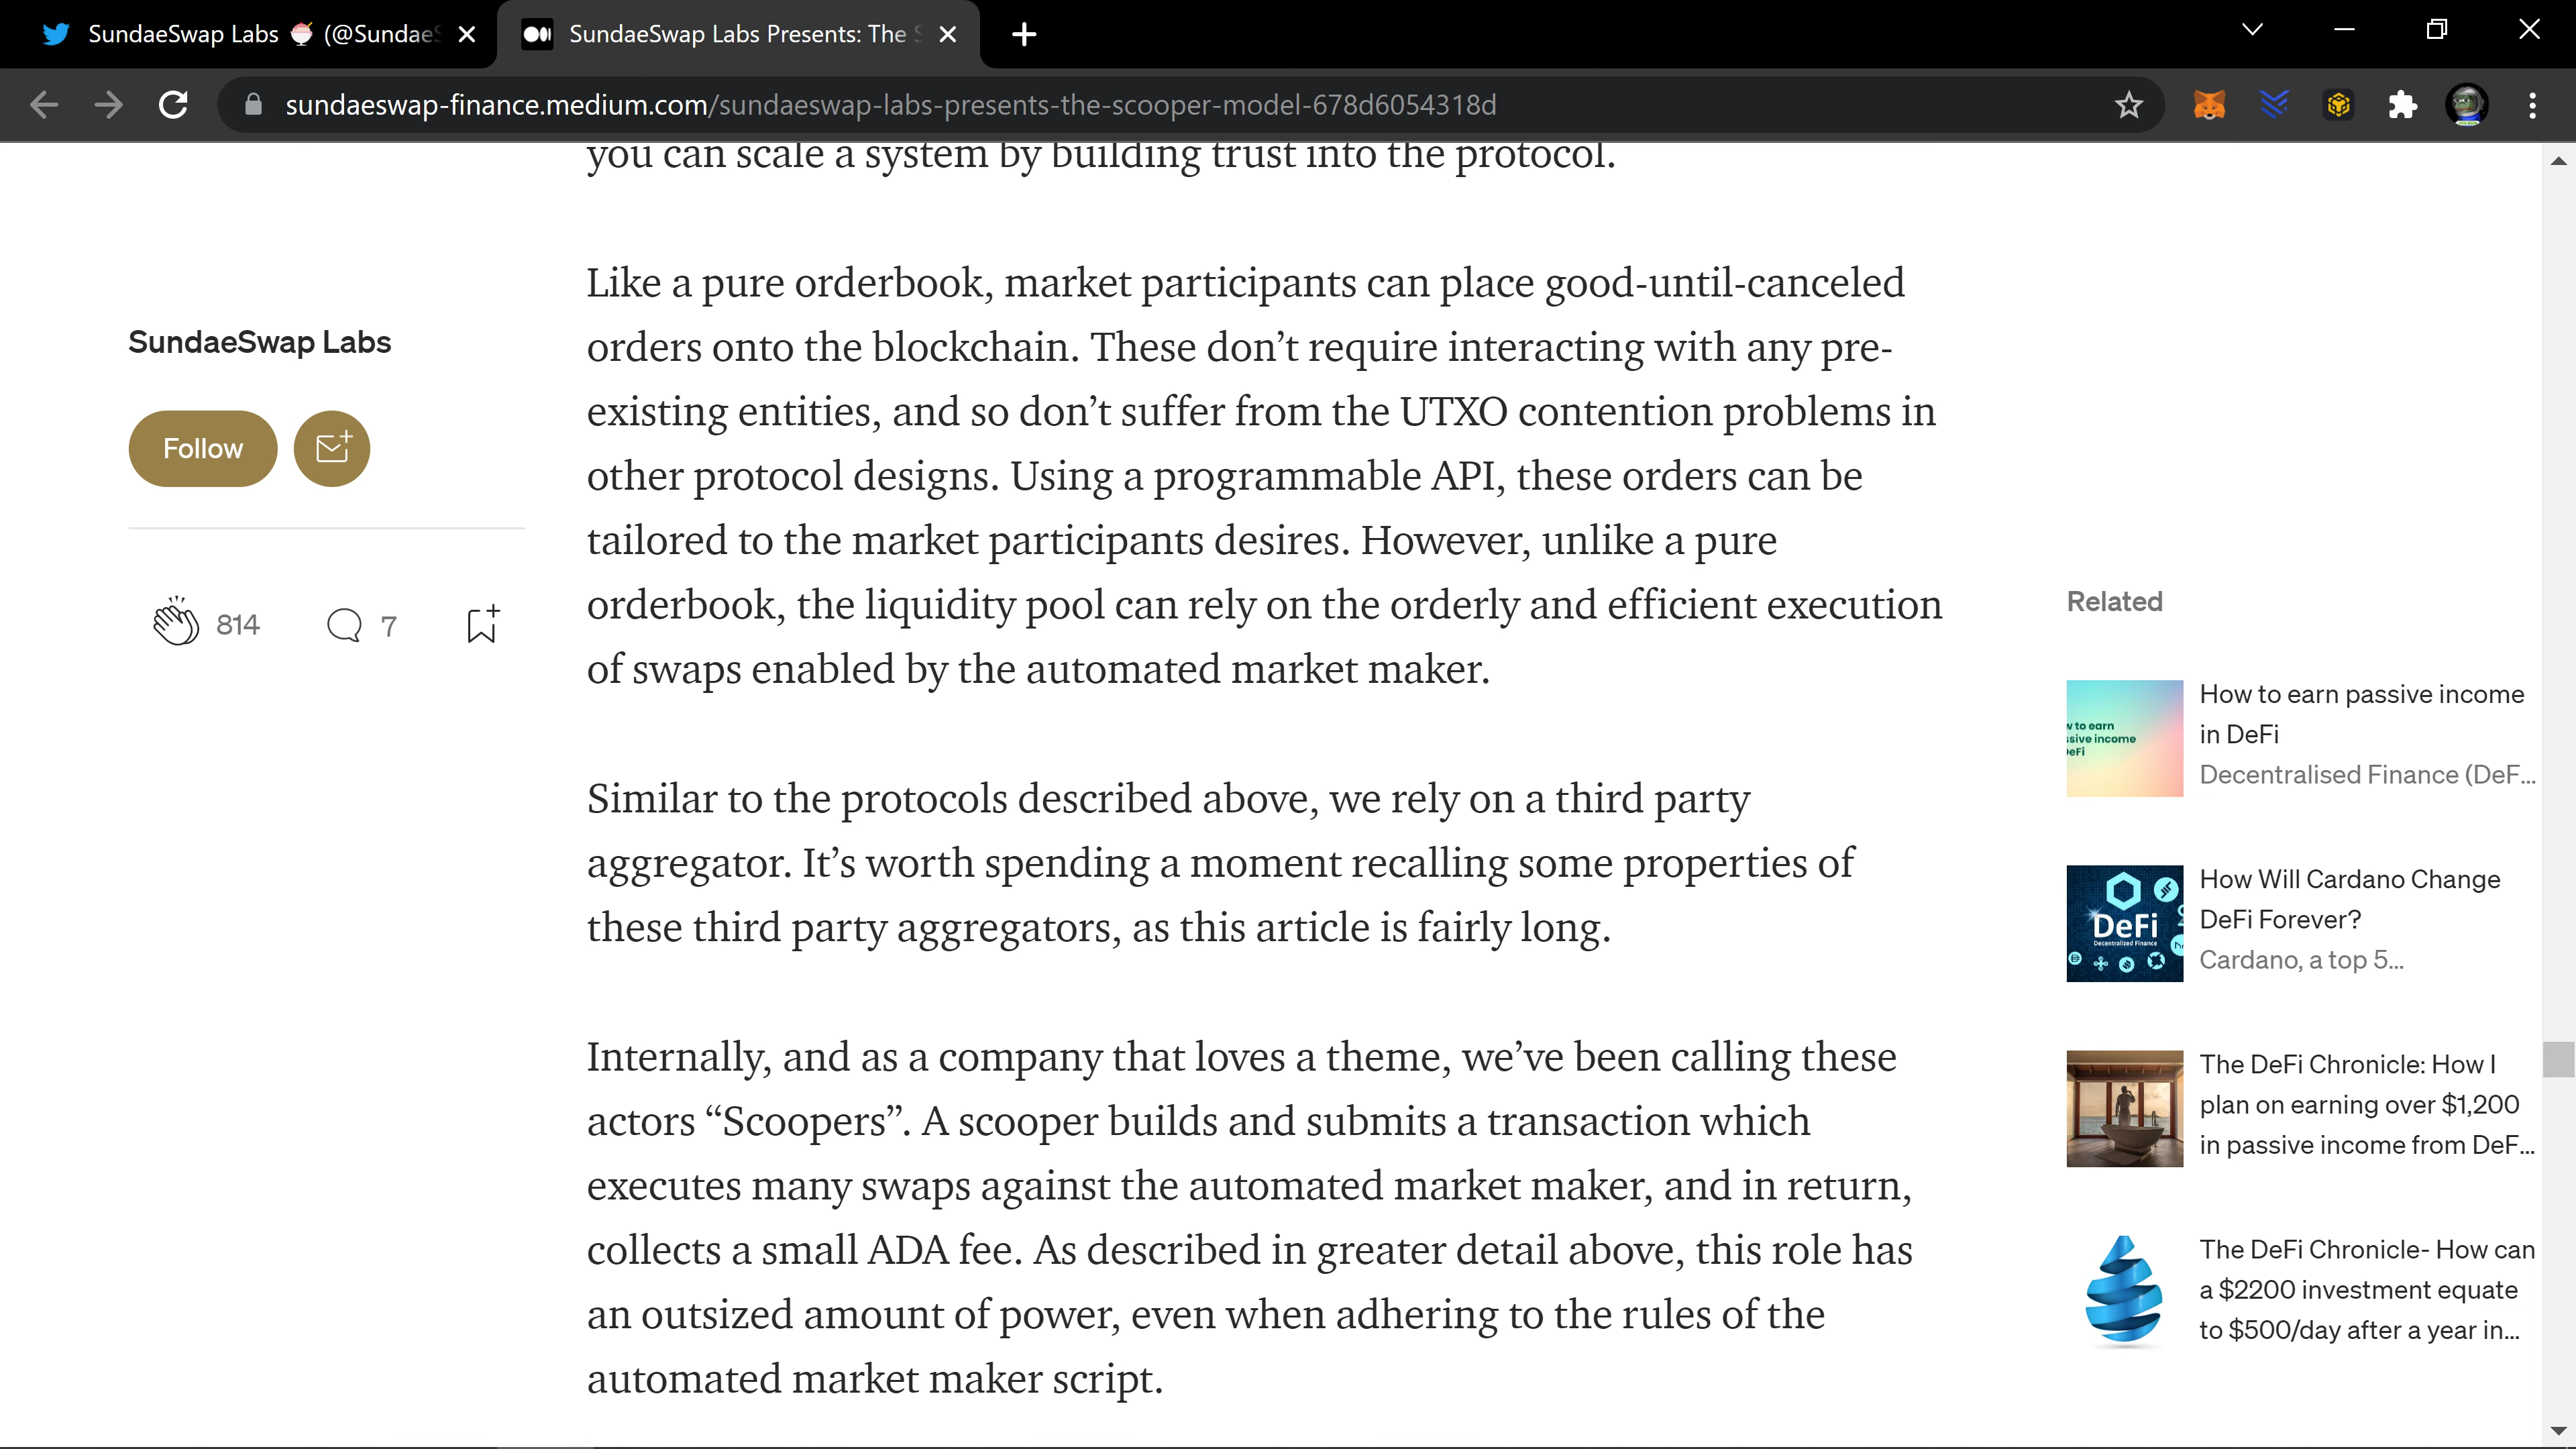 SundaeSwap Labs 🍨 (@Sundae
SundaeSwap Labs Presents: The
sundaeswap-finance.medium.com/sundaeswap-labs-presents-the-scooper-model-678d6054318d
you can scale a system by building trust into the protocol.
SundaeSwap Labs
Follow
814
7
Like a pure orderbook, market participants can place good-until-canceled
orders onto the blockchain. These don’t require interacting with any pre-
existing entities, and so don’t suffer from the UTXO contention problems in
other protocol designs. Using a programmable API, these orders can be
tailored to the market participants desires. However, unlike a pure
orderbook, the liquidity pool can rely on the orderly and efficient execution
of swaps enabled by the automated market maker.
Similar to the protocols described above, we rely on a third party
aggregator. It’s worth spending a moment recalling some properties of
these third party aggregators, as this article is fairly long.
Internally, and as a company that loves a theme, we’ve been calling these
actors “Scoopers”. A scooper builds and submits a transaction which
executes many swaps against the automated market maker, and in return,
collects a small ADA fee. As described in greater detail above, this role has
an outsized amount of power, even when adhering to the rules of the
automated market maker script.
Related
w to earn
ssive income
DeFi
How to earn passive income
in DeFi
Decentralised Finance (DeF...
DeFi
Decentralized Finance
How Will Cardano Change
DeFi Forever?
Cardano, a top 5...
The DeFi Chronicle: How I
plan on earning over $1,200
in passive income from DeF...
The DeFi Chronicle- How can
a $2200 investment equate
to $500/day after a year in...